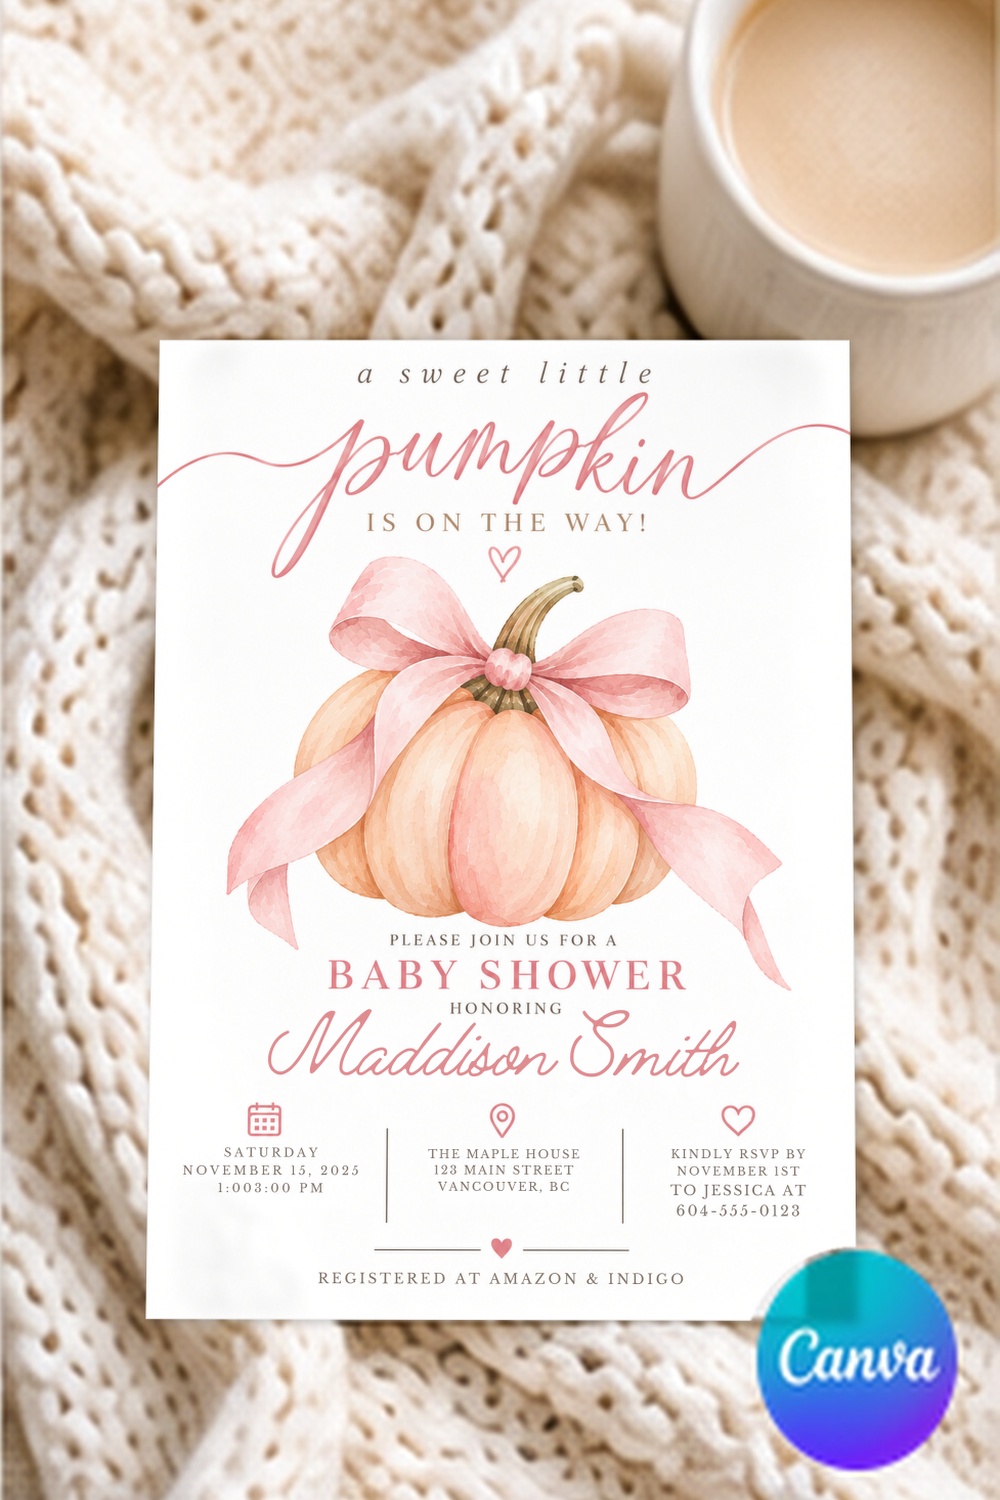 a sweet little
pumpkin
IS ON THE WAY!
PLEASE JOIN US FOR A
BABY SHOWER
HONORING
Maddison Smith
SATURDAY
NOVEMBER 15, 2025
1:003:00 PM
THE MAPLE HOUSE
123 MAIN STREET
VANCOUVER, BC
KINDLY RSVP BY
NOVEMBER 1ST
TO JESSICA AT
604-555-0123
REGISTERED AT AMAZON & INDIGO
Canva